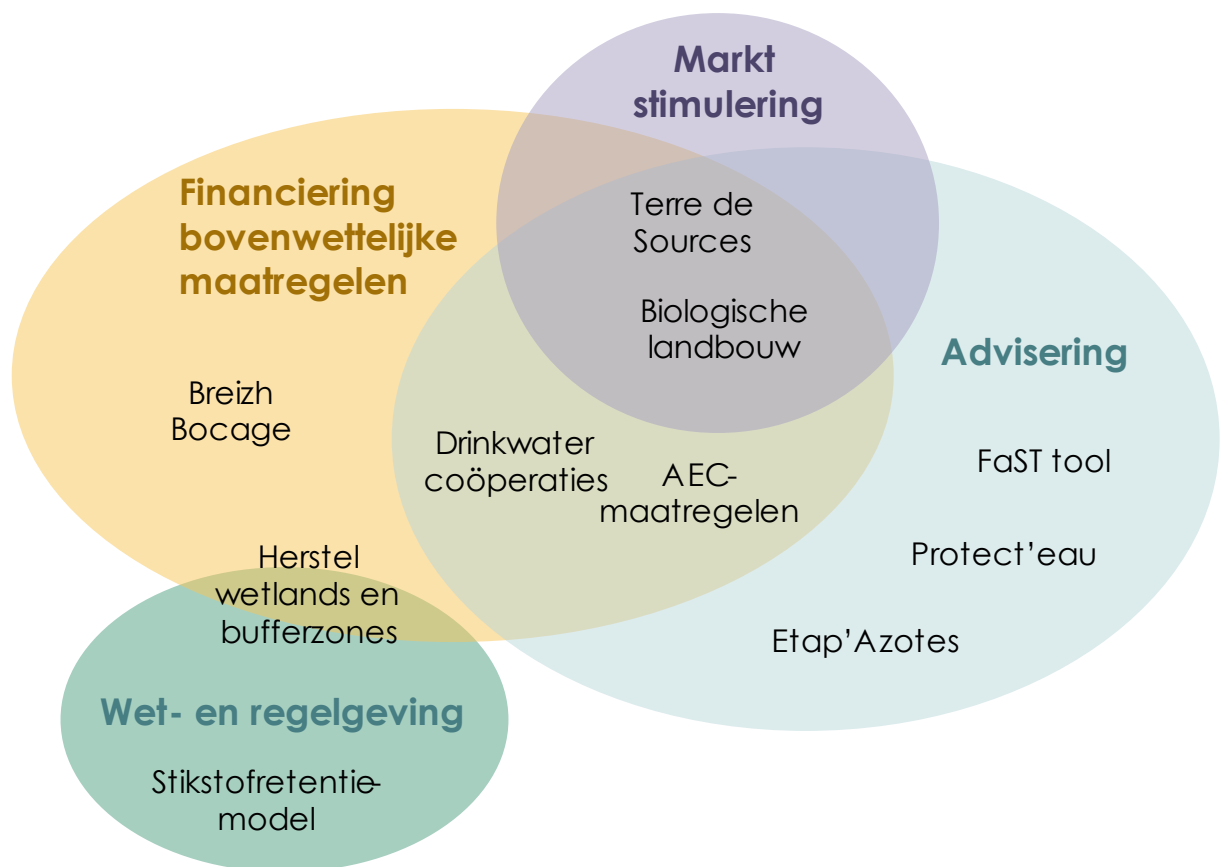 Markt
stimulering
Financiering
bovenwettelijke
maatregelen
Terre de
Sources
Biologische
landbouw
Advisering
Breizh
Bocage
Drinkwater
coöperaties
AEC-
maatregelen
FaST tool
Protect’eau
Herstel
wetlands en
bufferzones
Etap’Azotes
Wet- en regelgeving
Stikstofretentie-
model